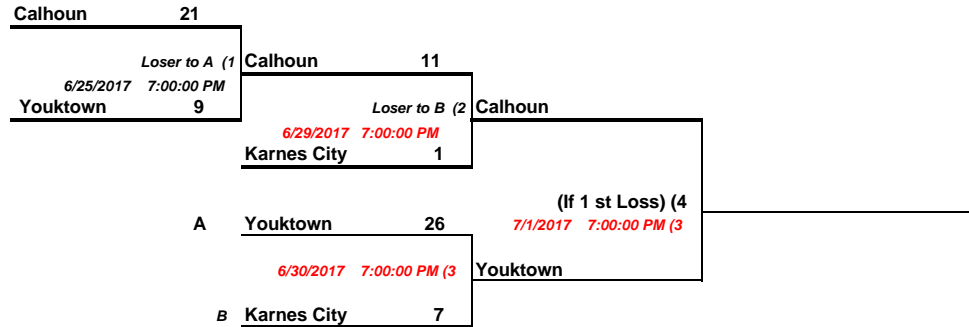 Calhoun 21
Loser to A (1
Calhoun 11
6/25/2017 7:00:00 PM
Youktown 9
Loser to B (2
Calhoun
6/29/2017 7:00:00 PM
Karnes City 1
(If 1 st Loss) (4
A Youktown 26
7/1/2017 7:00:00 PM (3
6/30/2017 7:00:00 PM (3
Youktown
B Karnes City 7